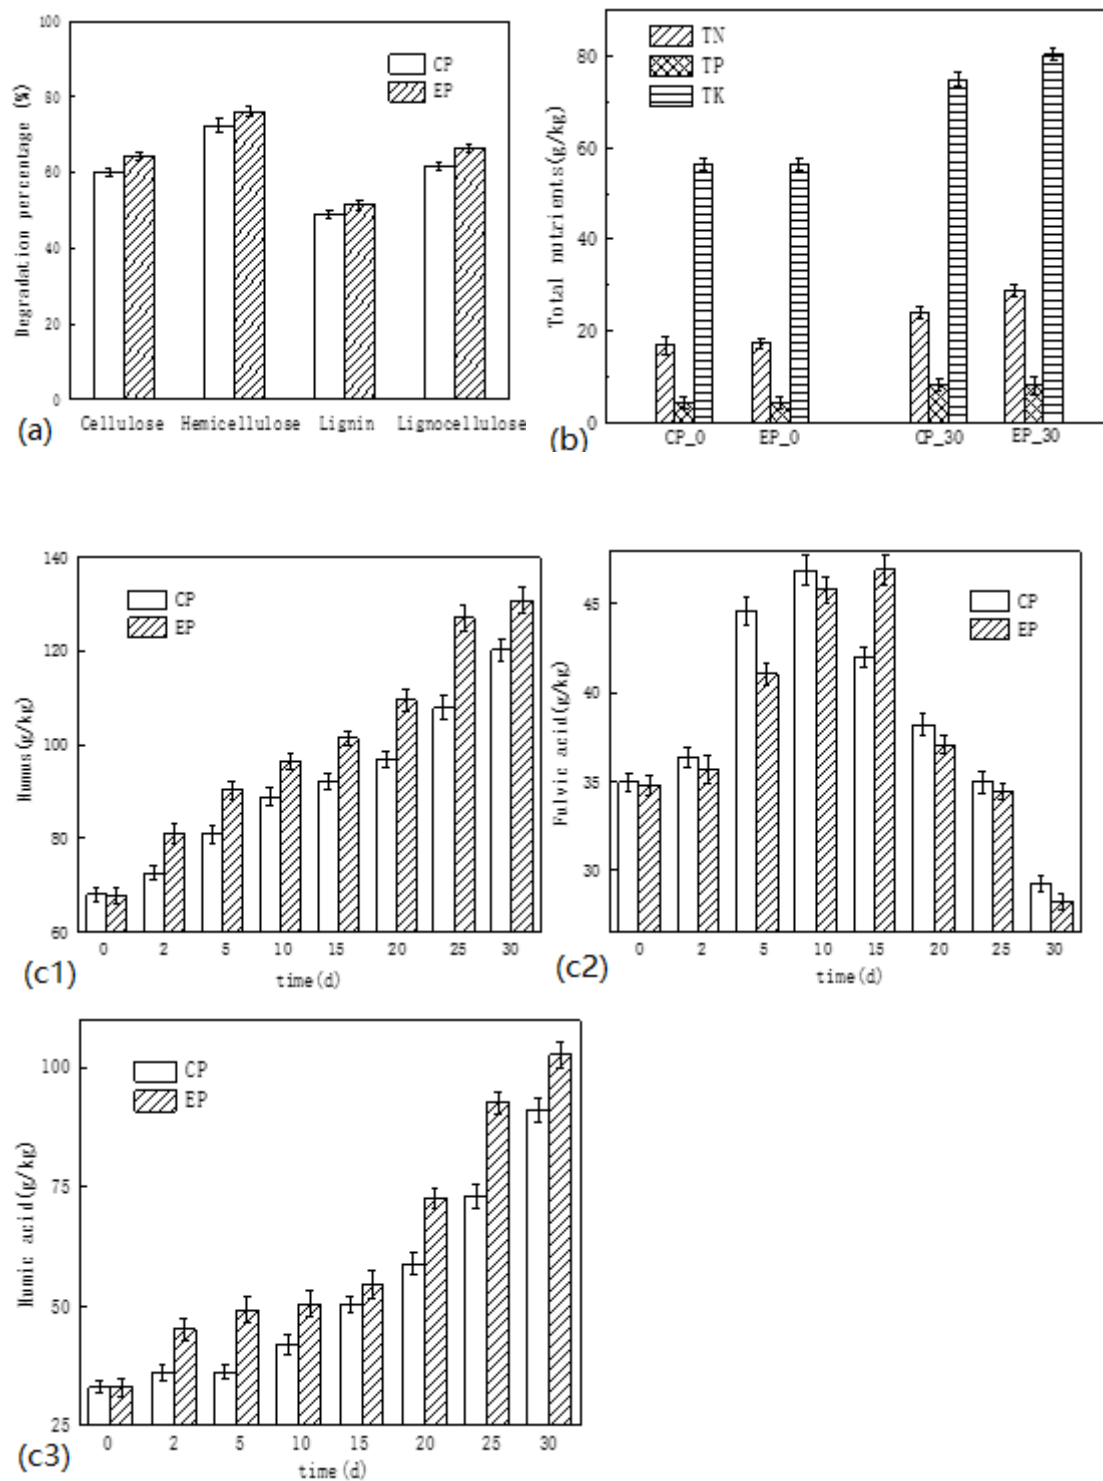 100
80
60
40
20
0
Degradation percentage (%)
CP
EP
Cellulose Hemicellulose Lignin Lignocellulose
(a)
80
60
40
20
0
Total nutrients(g/kg)
TN
TP
TK
CP_0 EP_0 CP_30 EP_30
(b)
140
120
100
80
60
Humus(g/kg)
CP
EP
0 2 5 10 15 20 25 30
time(d)
(c1)
45
40
35
30
Fulvic acid(g/kg)
CP
EP
0 2 5 10 15 20 25 30
time(d)
(c2)
100
75
50
25
Humic acid(g/kg)
CP
EP
0 2 5 10 15 20 25 30
time(d)
(c3)